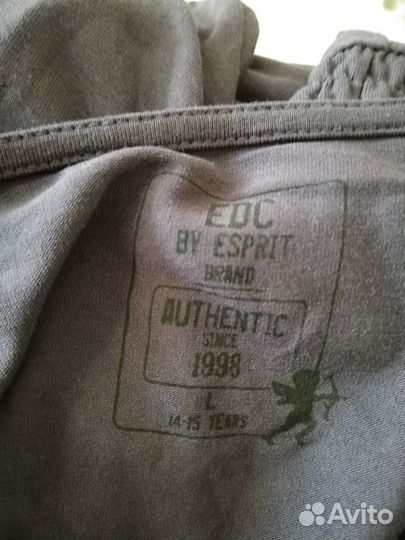 EDC
BY ESPRIT
BRAND
AUTHENTIC
SINCE
1998
L
14-15 YEARS
Avito